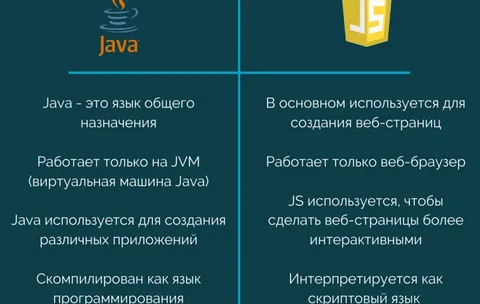 Java
JS
Java - это язык общего
назначения
Работает только на JVM
(виртуальная машина Java)
Java используется для создания
различных приложений
Скомпилирован как язык
программирования
В основном используется для
создания веб-страниц
Работает только веб-браузер
JS используется, чтобы
сделать веб-страницы более
интерактивными
Интерпретируется как
скриптовый язык